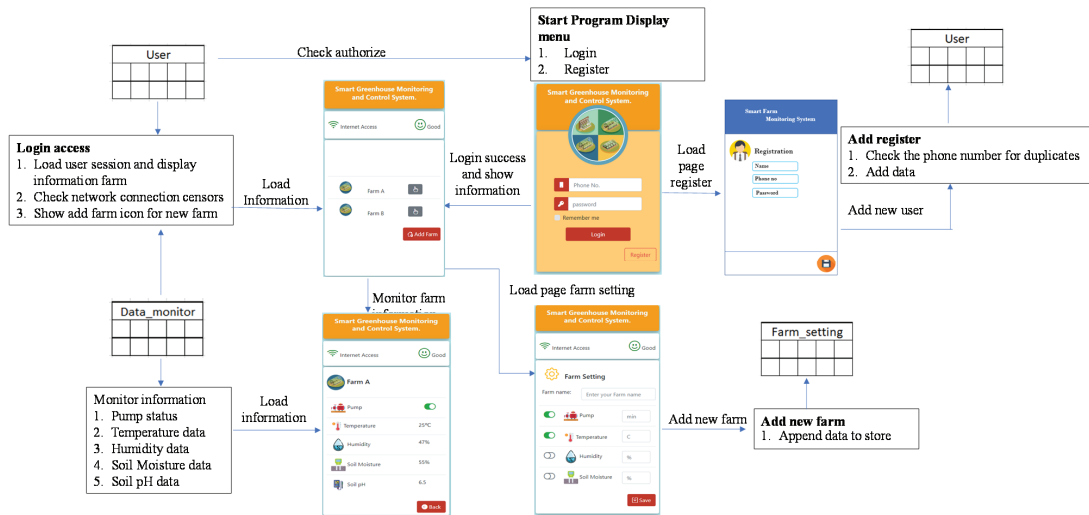 User
Check authorize
Start Program Display
menu
1. Login
2. Register
User
Login access
1. Load user session and display
information farm
2. Check network connection censors
3. Show add farm icon for new farm
Load
Information
Smart Greenhouse Monitoring
and Control System.
Internet Access
Good
Farm A
Farm B
Add Farm
Login success
and show
information
Smart Greenhouse Monitoring
and Control System.
Phone No.
password
Remember me
Login
Register
Load
page
register
Smart Farm
Monitoring System
Registration
Name
Phone no
Password
Add register
1. Check the phone number for duplicates
2. Add data
Add new user
Data_monitor
Monitor farm
information
Load page farm setting
Monitor information
1. Pump status
2. Temperature data
3. Humidity data
4. Soil Moisture data
5. Soil pH data
Load
information
Smart Greenhouse Monitoring
and Control System.
Internet Access
Good
Farm A
Pump
Temperature
25°C
Humidity
47%
Soil Moisture
55%
Soil pH
6.5
Back
Smart Greenhouse Monitoring
and Control System.
Internet Access
Good
Farm Setting
Farm name:
Enter your Farm name
Pump
min
Temperature
C
Humidity
%
Soil Moisture
%
Save
Add new farm
Farm_setting
Add new farm
1. Append data to store